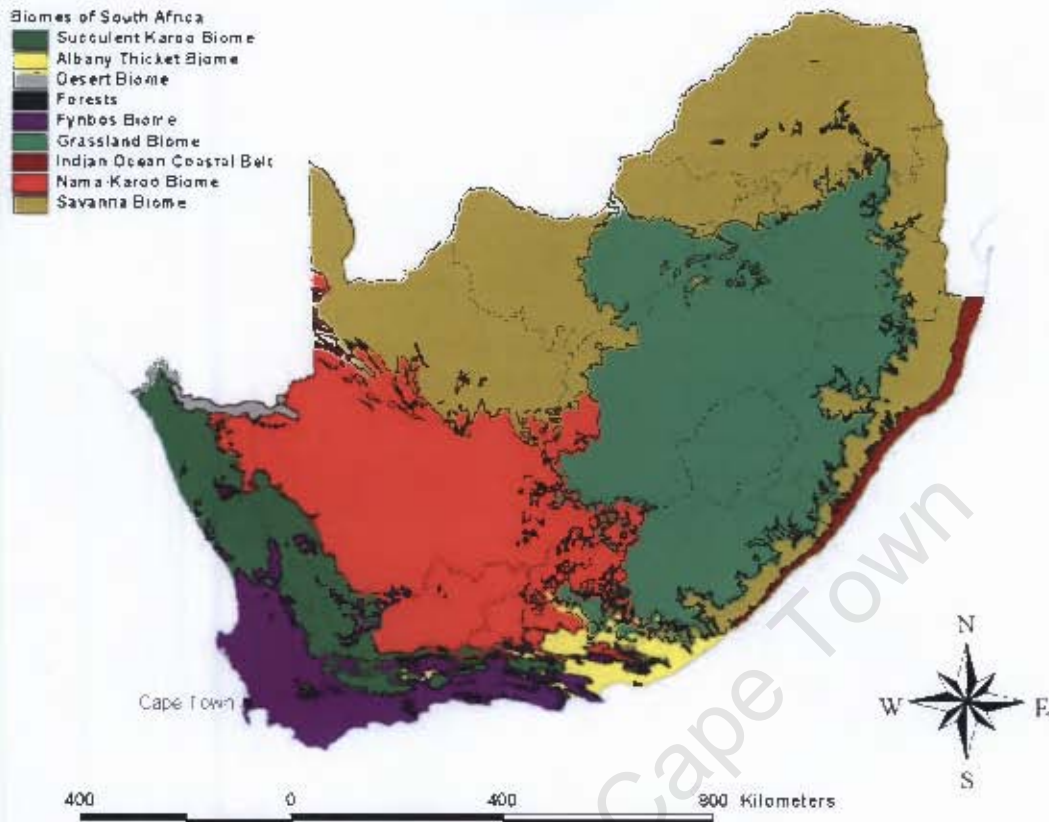 Biomes of South Africa
Succulent Karoo Biome
Albany Thicket Biome
Desert Biome
Forests
Fynbos Biome
Grassland Biome
Indian Ocean Coastal Belt
Nama-Karoo Biome
Savanna Biome
Cape Town
N
W
E
S
400
0
400
800 Kilometers
Cape Town